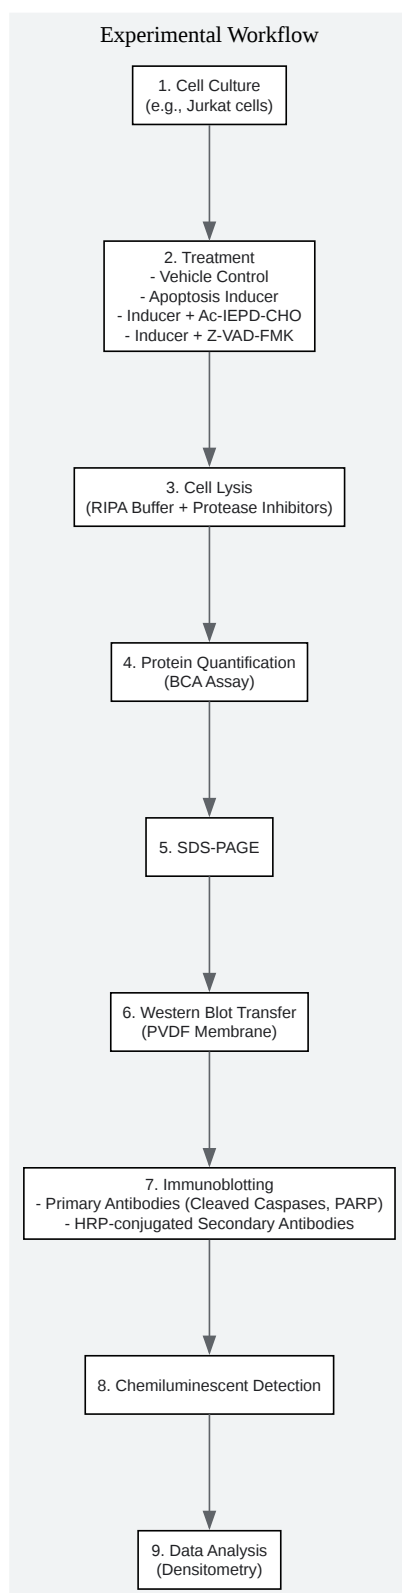 Experimental Workflow
1. Cell Culture
(e.g., Jurkat cells)
2. Treatment
- Vehicle Control
- Apoptosis Inducer
- Inducer + Ac-IEPD-CHO
- Inducer + Z-VAD-FMK
3. Cell Lysis
(RIPA Buffer + Protease Inhibitors)
4. Protein Quantification
(BCA Assay)
5. SDS-PAGE
6. Western Blot Transfer
(PVDF Membrane)
7. Immunoblotting
- Primary Antibodies (Cleaved Caspases, PARP)
- HRP-conjugated Secondary Antibodies
8. Chemiluminescent Detection
9. Data Analysis
(Densitometry)